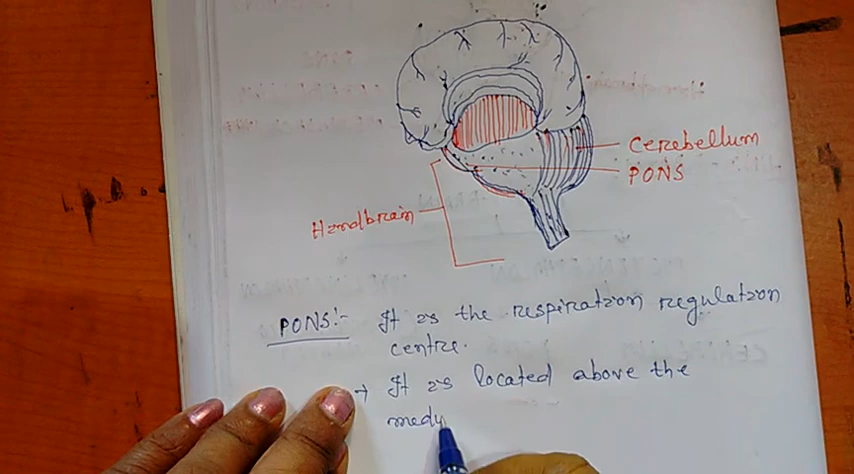 Cerebellum
PONS
Hindbrain
PONS:- It is the respiration regulation
centre.
→ It is located above the
medu